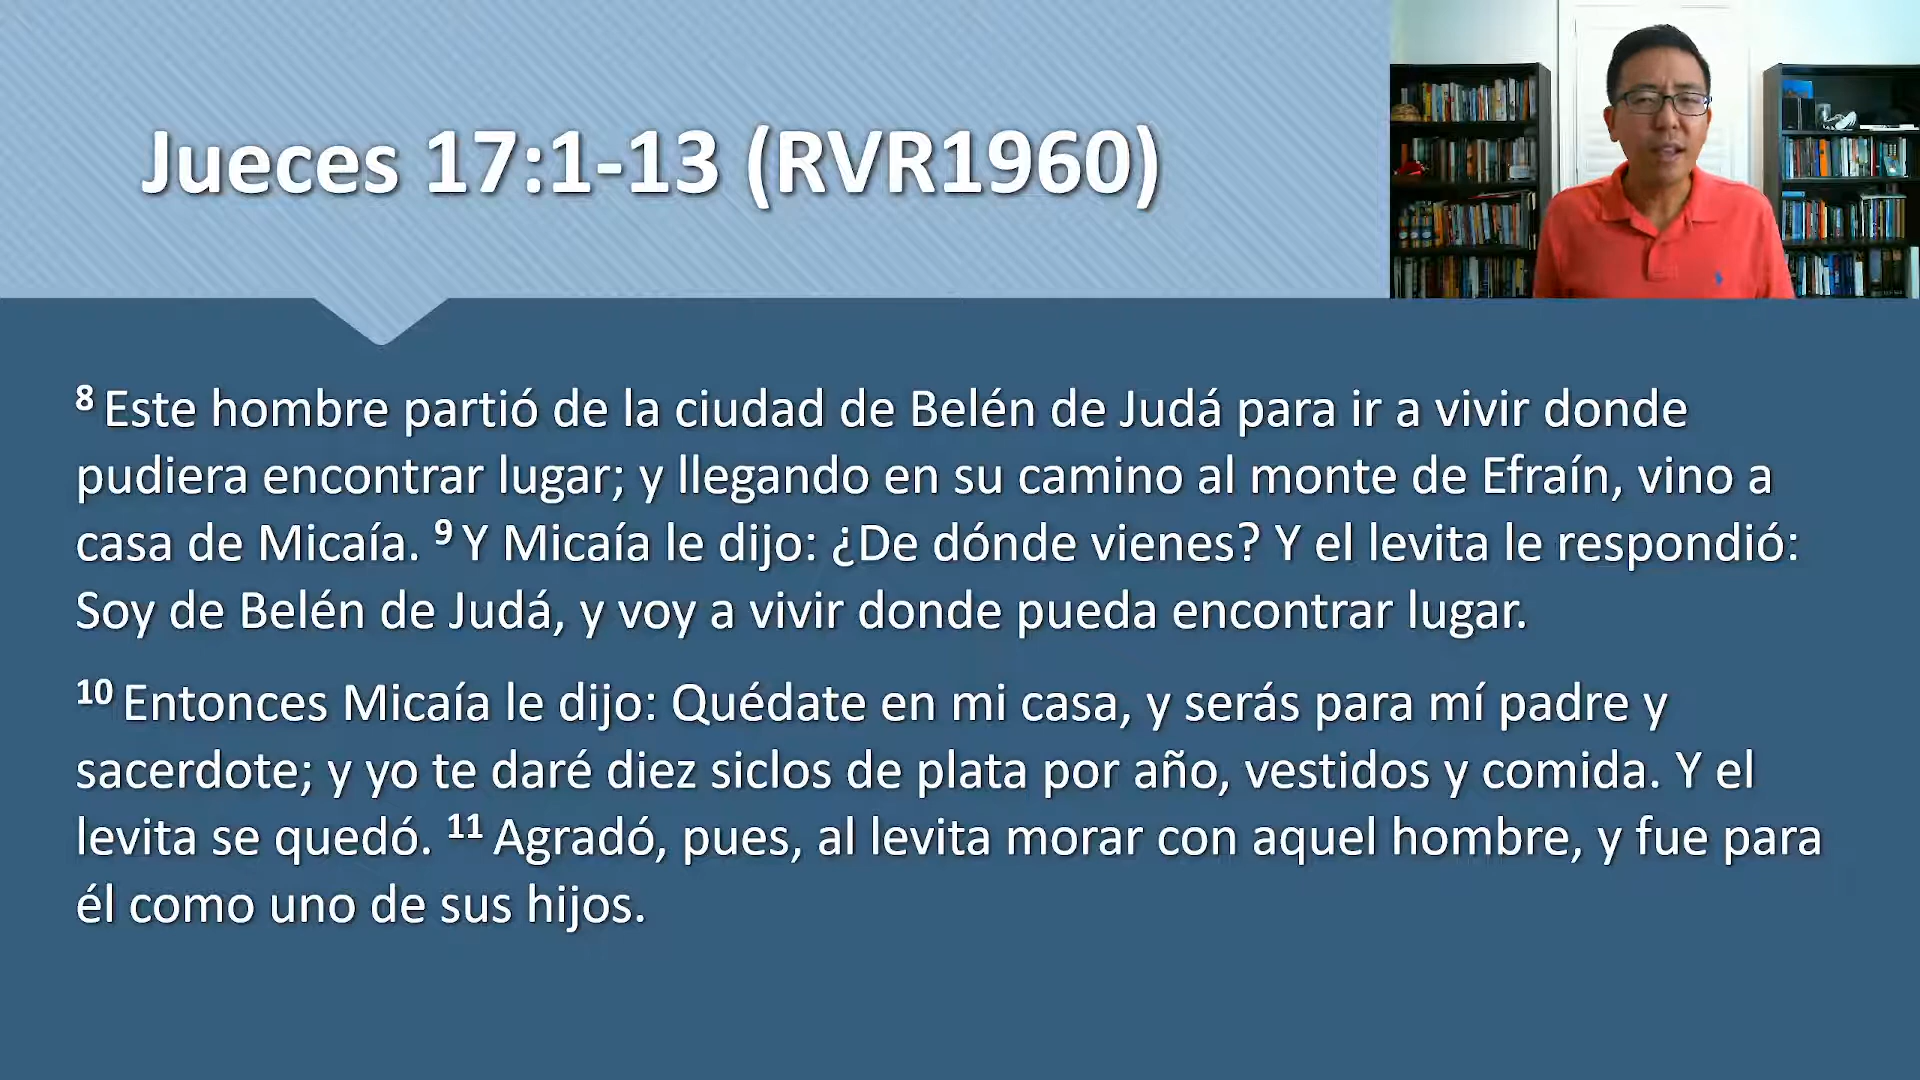 Jueces 17:1-13 (RVR1960)
8 Este hombre partió de la ciudad de Belén de Judá para ir a vivir donde
pudiera encontrar lugar; y llegando en su camino al monte de Efraín, vino a
casa de Micaía. 9 Y Micaía le dijo: ¿De dónde vienes? Y el levita le respondió:
Soy de Belén de Judá, y voy a vivir donde pueda encontrar lugar.
10 Entonces Micaía le dijo: Quédate en mi casa, y serás para mí padre y
sacerdote; y yo te daré diez siclos de plata por año, vestidos y comida. Y el
levita se quedó. 11 Agradó, pues, al levita morar con aquel hombre, y fue para
él como uno de sus hijos.